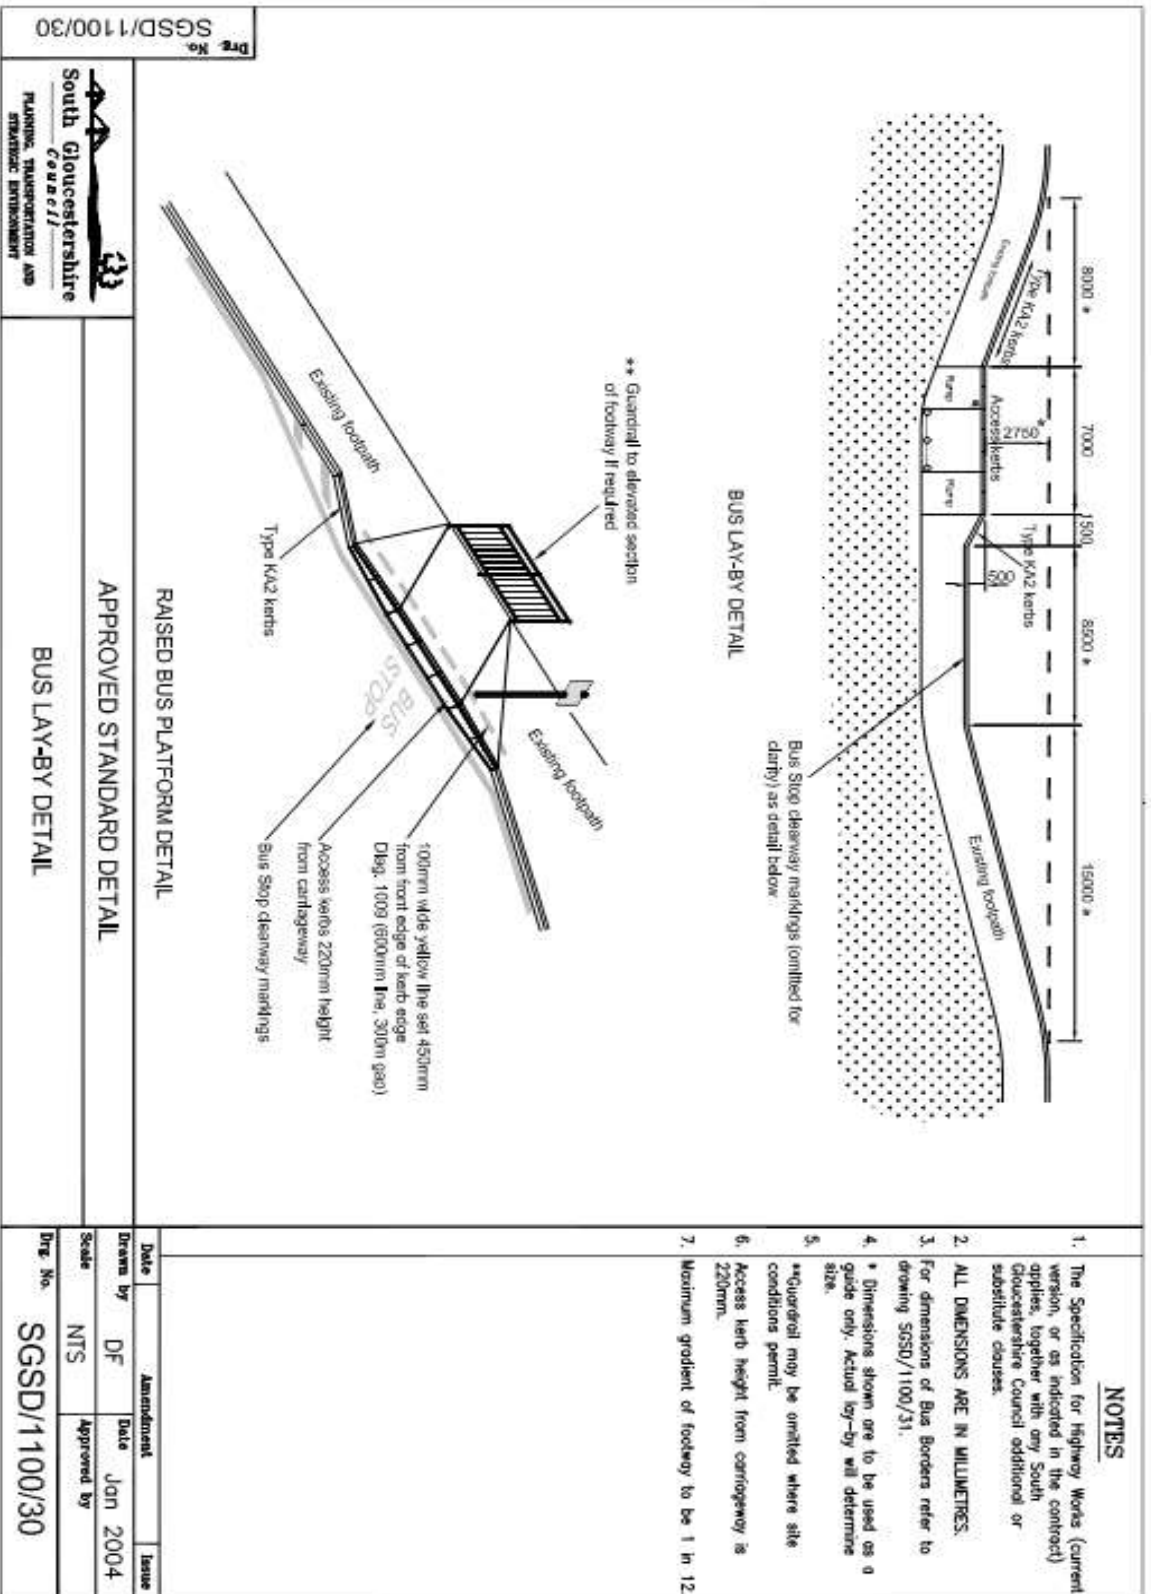 8000 *
7000
1500
8500 *
15000 *
Type KA2 kerbs
Existing footpath
Access kerbs
2750*
Ramp
Ramp
500
Type KA2 kerbs
Existing footpath
Bus Stop clearway markings (omitted for
clarity) as detail below
BUS LAY-BY DETAIL
** Guardrail to elevated section
of footway if required
Existing footpath
Existing footpath
Type KA2 kerbs
BUS
STOP
100mm wide yellow line set 450mm
from front edge of kerb edge
Diag. 1009 (600mm line, 300m gap)
Access kerbs 220mm height
from carriageway
Bus Stop clearway markings
RAISED BUS PLATFORM DETAIL
NOTES
1. The Specification for Highway Works (current
version, or as indicated in the contract)
applies, together with any South
Gloucestershire Council additional or
substitute clauses.
2. ALL DIMENSIONS ARE IN MILLIMETRES.
3. For dimensions of Bus Borders refer to
drawing SGSD/1100/31.
4. * Dimensions shown are to be used as a
guide only. Actual lay-by will determine
size.
5.
**Guardrail may be omitted where site
conditions permit.
6. Access kerb height from carriageway is
220mm.
7. Maximum gradient of footway to be 1 in 12.
Drg. No.
SGSD/1100/30
South Gloucestershire
Council
PLANNING, TRANSPORTATION AND
STRATEGIC ENVIRONMENT
APPROVED STANDARD DETAIL
BUS LAY-BY DETAIL
Date Amendment Issue
Drawn by DF Date Jan 2004
Scale NTS Approved by
Drg. No. SGSD/1100/30